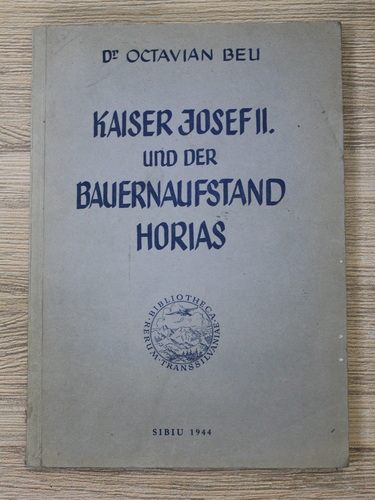 Dr OCTAVIAN BEU
KAISER JOSEF II.
UND DER
BAUERNAUFSTAND
HORIAS
BIBLIOTHECA
RERUM TRANSSILVANIAE
SIBIU 1944